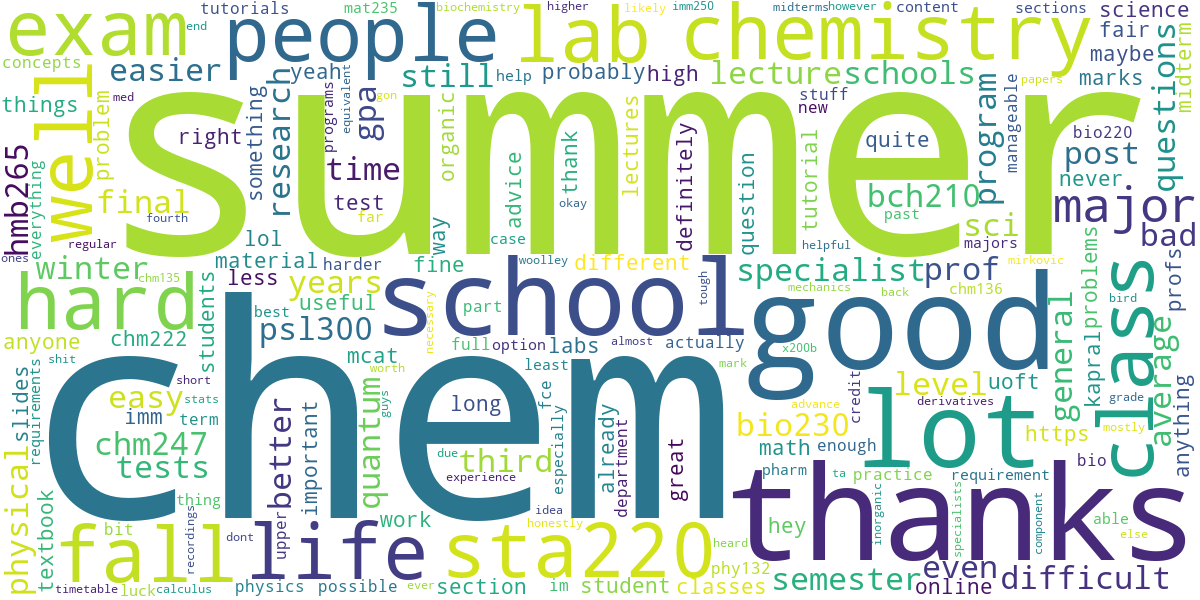 exam
end
tutorials
people
mat235
lab
biochemistry
higher
chemistry
likely
imm250
midterms
however
content
sections
science
concepts
easier
yeah
still
help
probably
high
lecture
schools
fair
maybe
marks
questions
midterm
things
med
well
problem
summer
something
research
programs
equivalent
gon
gpa
papers
stuff
new
program
manageable
bio220
post
right
time
test
organic
lectures
advice
thank
definitely
question
tutorial
quite
never
hmb265
everything
final
fourth
far
okay
way
case
bch210
past
major
regular
lol
helpful
sci
majors
bad
ones
winter
chm135
material
less
harder
fine
woolley
different
tough
specialist
prof
mirkovic
hard
students
years
useful
school
mechanics
back
chm136
problems
bird
profs
anyone
chm222
best
psl300
part
necessary
good
general
kapral
class
average
shit
mcat
full
option
labs
almost
actually
x200b
slides
requirements
short
chem
worth
least
mark
level
uoft
grade
anything
easy
stats
guys
long
fce
credit
derivatives
imm
term
better
important
quantum
especially
already
great
advance
lot
chm247
bio230
https
mostly
tests
due
third
department
math
enough
bio
physical
textbook
thing
upper
experience
pharm
ta
practice
requirement
bit
recordings
work
idea
thanks
hey
inorganic
specialists
component
able
else
fall
dont
life
honestly
sta220
heard
phy132
even
timetable
luck
calculus
physics
possible
ever
section
im
student
classes
semester
online
difficult